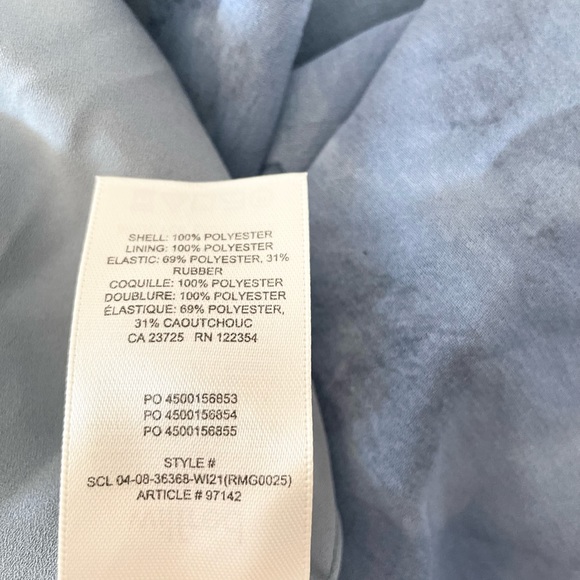 SHELL: 100% POLYESTER
LINING: 100% POLYESTER
ELASTIC: 69% POLYESTER, 31%
RUBBER
COQUILLE: 100% POLYESTER
DOUBLURE: 100% POLYESTER
ÉLASTIQUE: 69% POLYESTER,
31% CAOUTCHOUC
CA 23725 RN 122354
PO 4500156853
PO 4500156854
PO 4500156855
STYLE #
SCL 04-08-36368-WI21(RMG0025)
ARTICLE # 97142